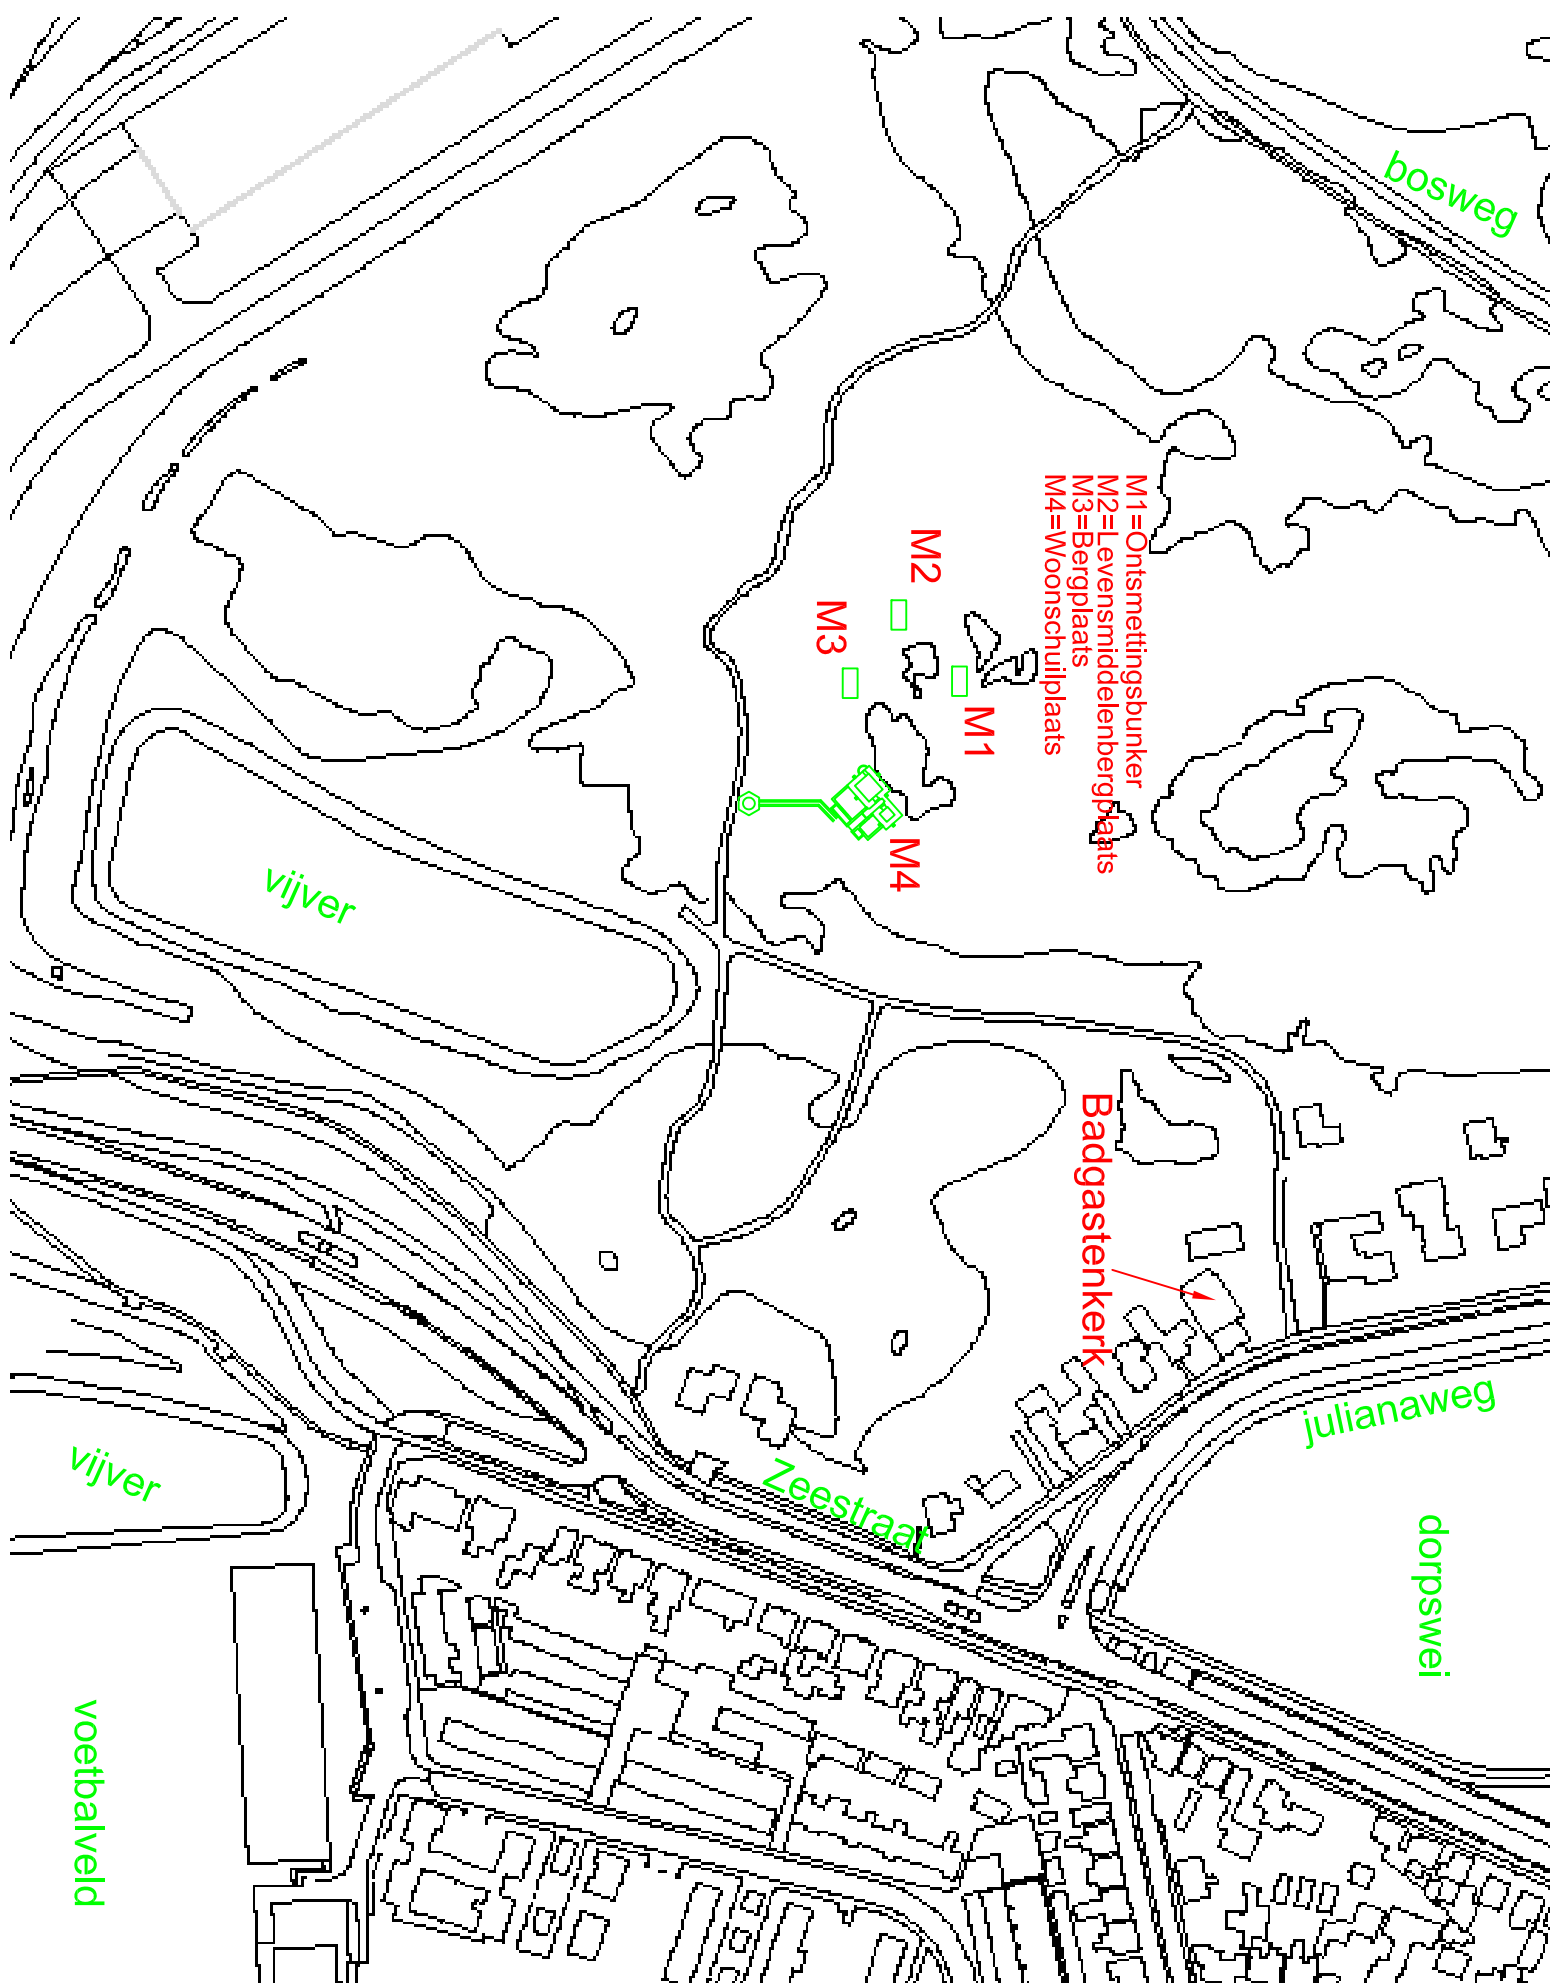 bosweg
M1=Ontsmettingsbunker
M2=Levensmiddelenbergplaats
M3=Bergplaats
M4=Woonschuilplaats
M2
M3
M1
M4
vijver
Badgastenkerk
julianaweg
vijver
Zeestraat
dorpswei
voetbalveld